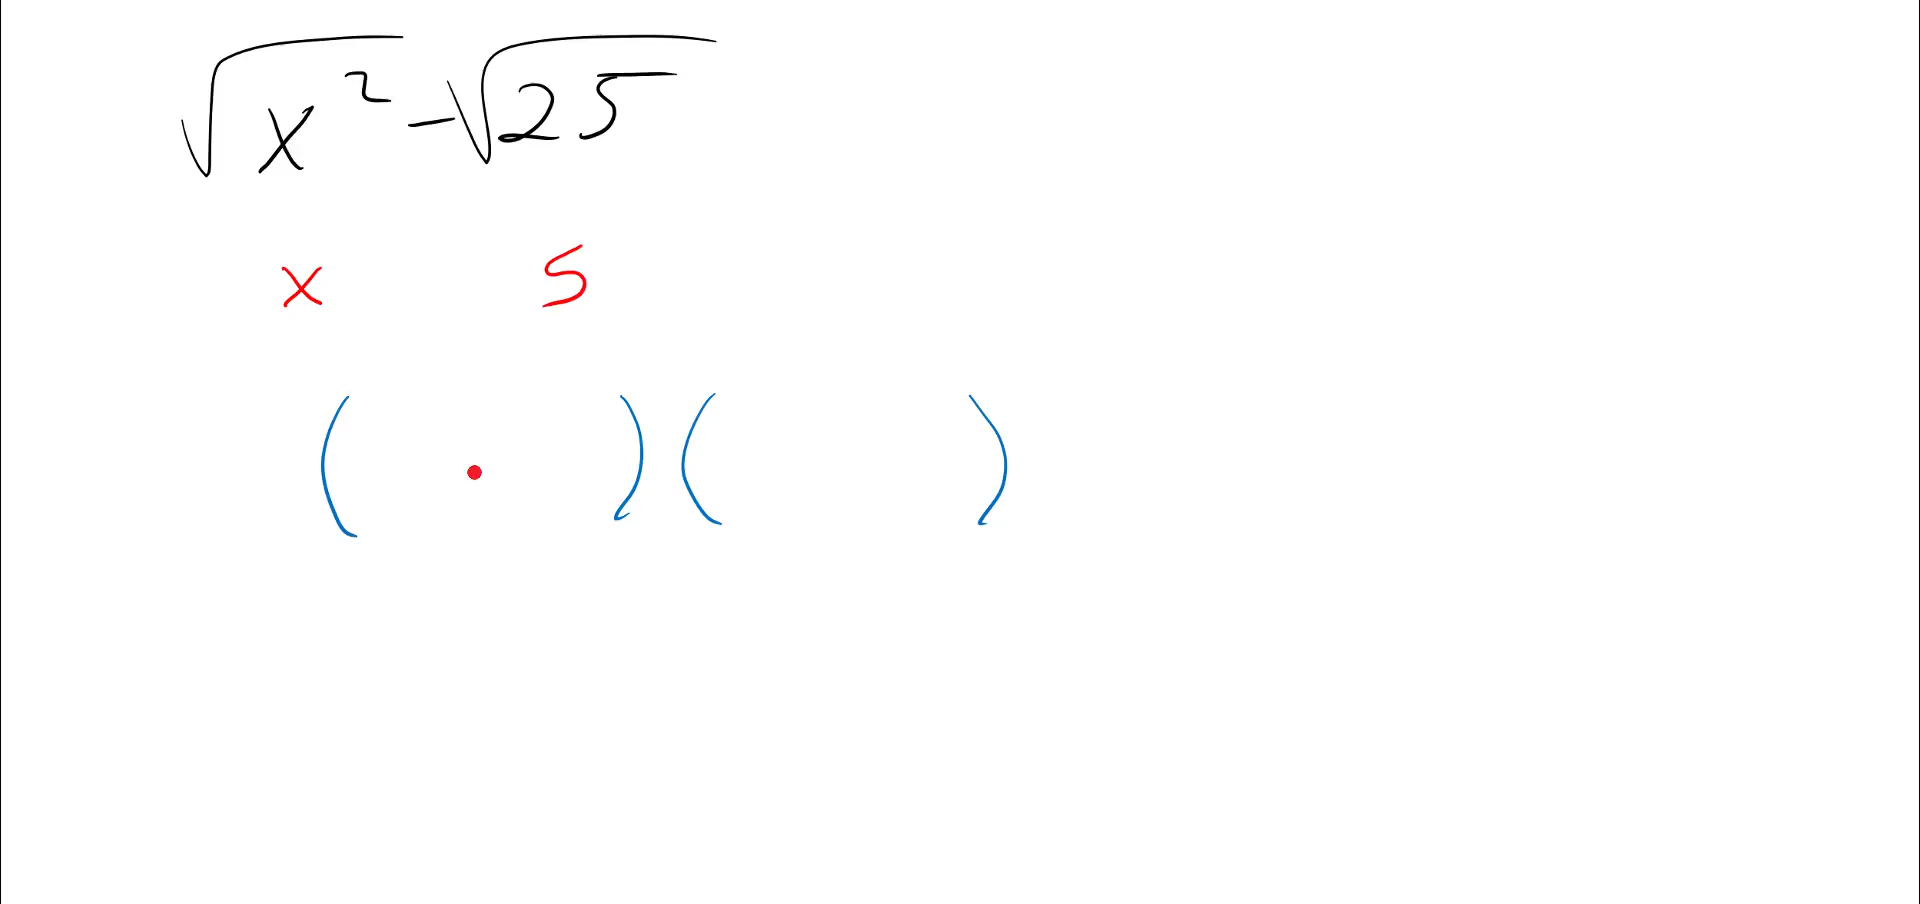 √x² - √25
x 5
( )( )